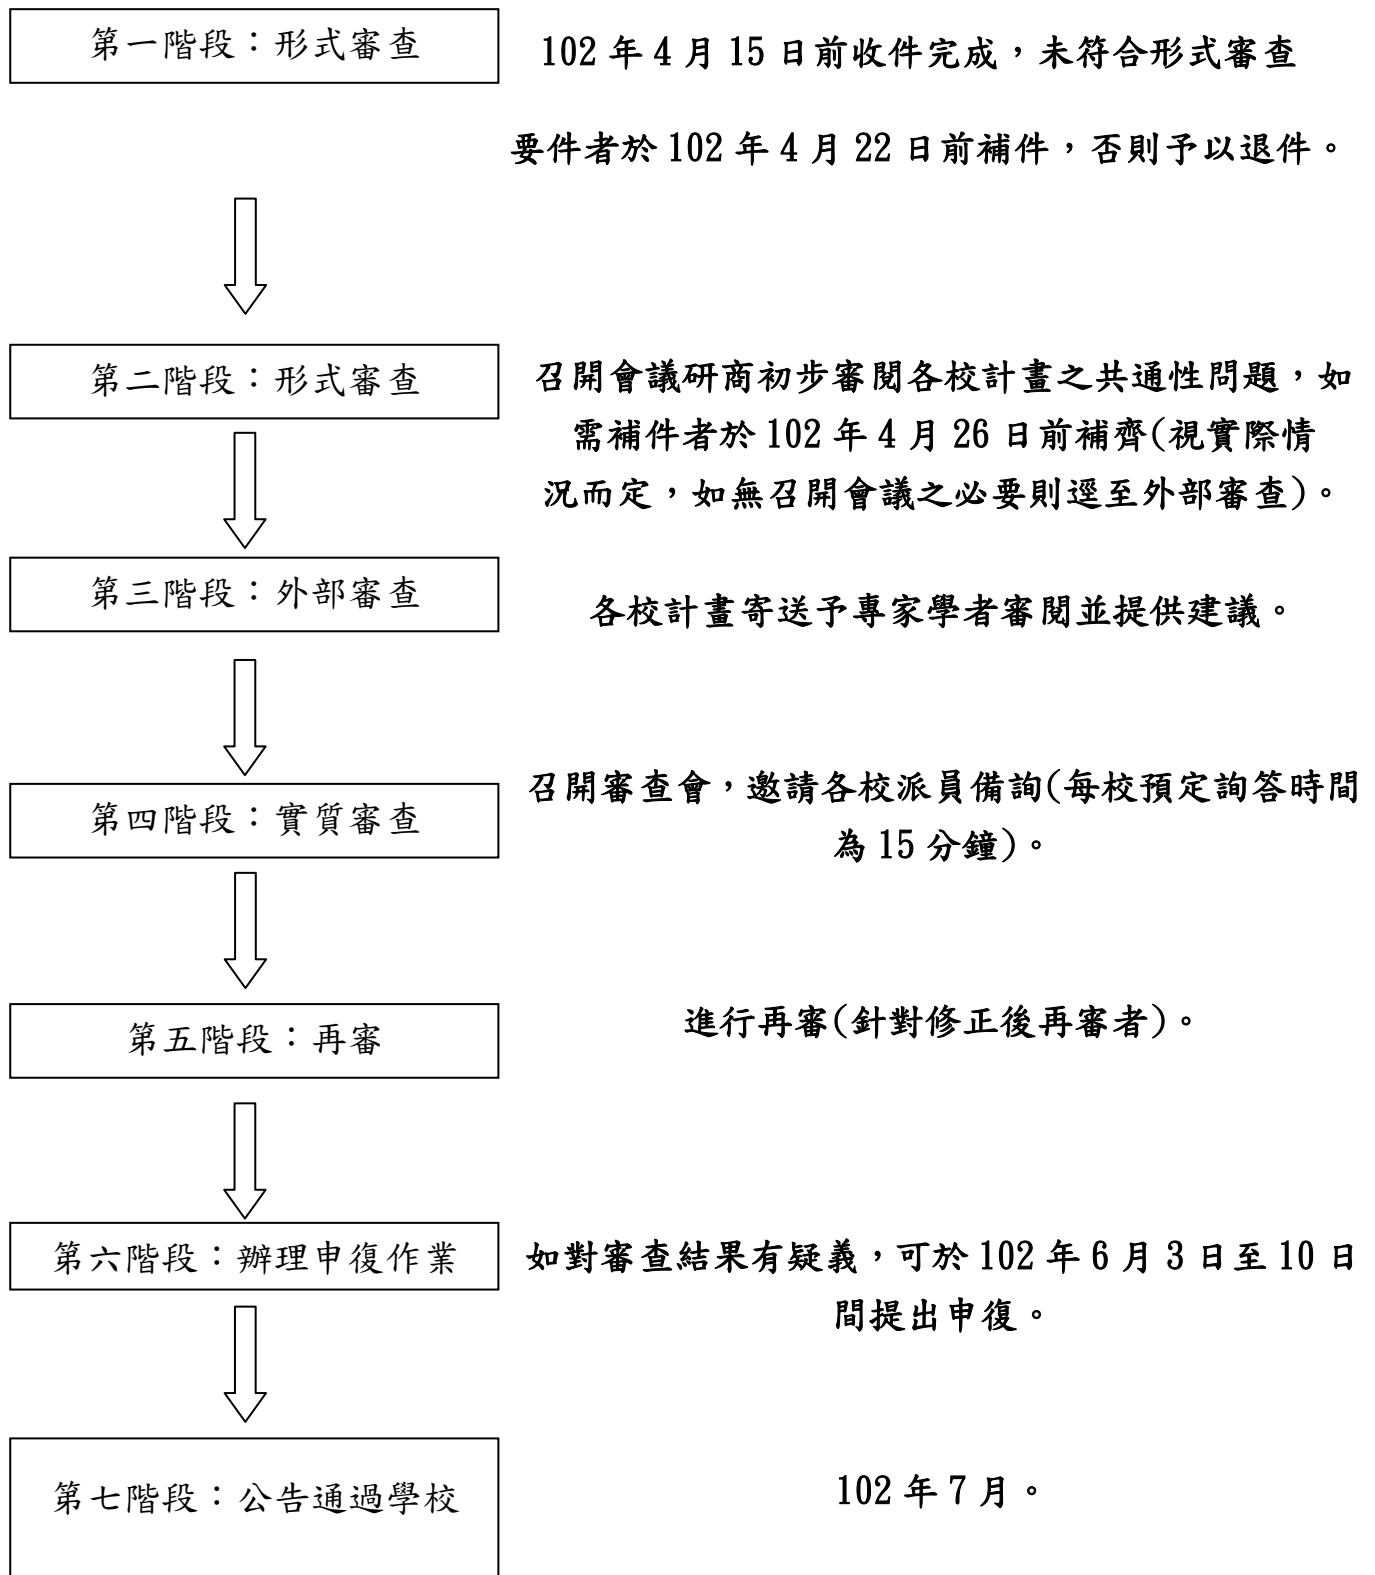 第一階段：形式審查
102 年 4 月 15 日前收件完成，未符合形式審查
要件者於 102 年 4 月 22 日前補件，否則予以退件。
第二階段：形式審查
召開會議研商初步審閱各校計畫之共通性問題，如
需補件者於 102 年 4 月 26 日前補齊(視實際情
況而定，如無召開會議之必要則逕至外部審查)。
第三階段：外部審查
各校計畫寄送予專家學者審閱並提供建議。
第四階段：實質審查
召開審查會，邀請各校派員備詢(每校預定詢答時間
為 15 分鐘)。
第五階段：再審
進行再審(針對修正後再審者)。
第六階段：辦理申復作業
如對審查結果有疑義，可於 102 年 6 月 3 日至 10 日
間提出申復。
第七階段：公告通過學校
102 年 7 月。